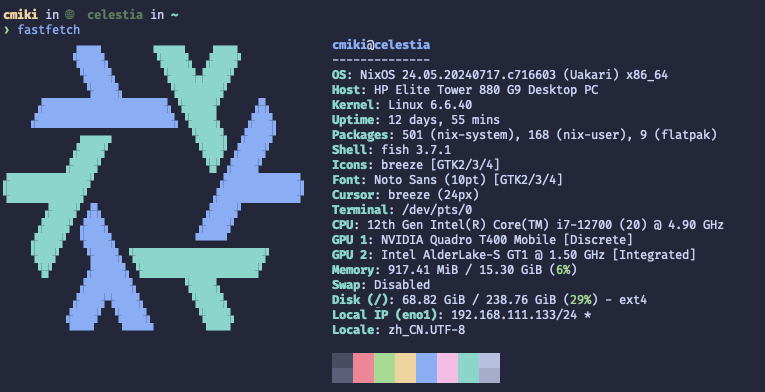 cmiki in 🌐 celestia in ~
❯ fastfetch
cmiki@celestia
--------------
OS: NixOS 24.05.20240717.c716603 (Uakari) x86_64
Host: HP Elite Tower 880 G9 Desktop PC
Kernel: Linux 6.6.40
Uptime: 12 days, 55 mins
Packages: 501 (nix-system), 168 (nix-user), 9 (flatpak)
Shell: fish 3.7.1
Icons: breeze [GTK2/3/4]
Font: Noto Sans (10pt) [GTK2/3/4]
Cursor: breeze (24px)
Terminal: /dev/pts/0
CPU: 12th Gen Intel(R) Core(TM) i7-12700 (20) @ 4.90 GHz
GPU 1: NVIDIA Quadro T400 Mobile [Discrete]
GPU 2: Intel AlderLake-S GT1 @ 1.50 GHz [Integrated]
Memory: 917.41 MiB / 15.30 GiB (6%)
Swap: Disabled
Disk (/): 68.82 GiB / 238.76 GiB (29%) - ext4
Local IP (eno1): 192.168.111.133/24 *
Locale: zh_CN.UTF-8